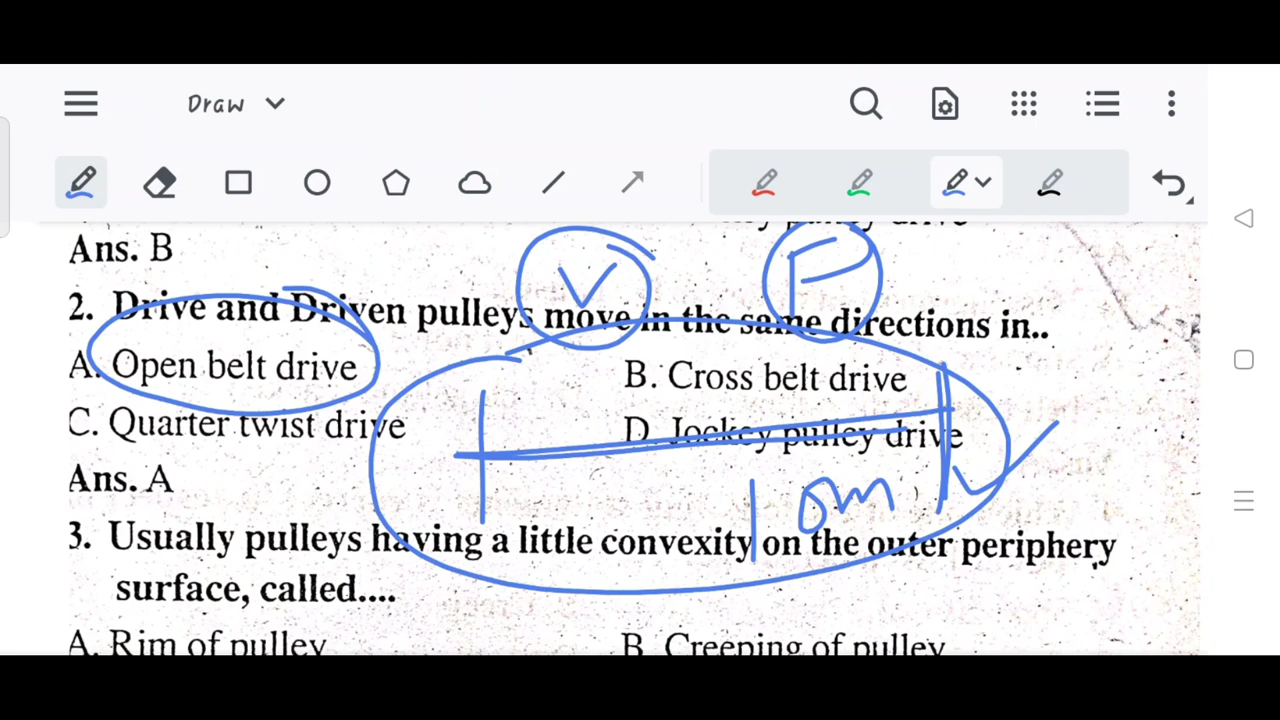 Draw
Ans. B
2. Drive and Driven pulleys move in the same directions in..
A. Open belt drive
B. Cross belt drive
C. Quarter twist drive
D. Jockey pulley drive
Ans. A
V
F
10m
3. Usually pulleys having a little convexity on the outer periphery
surface, called....
A. Rim of pulley
B. Creeping of pulley